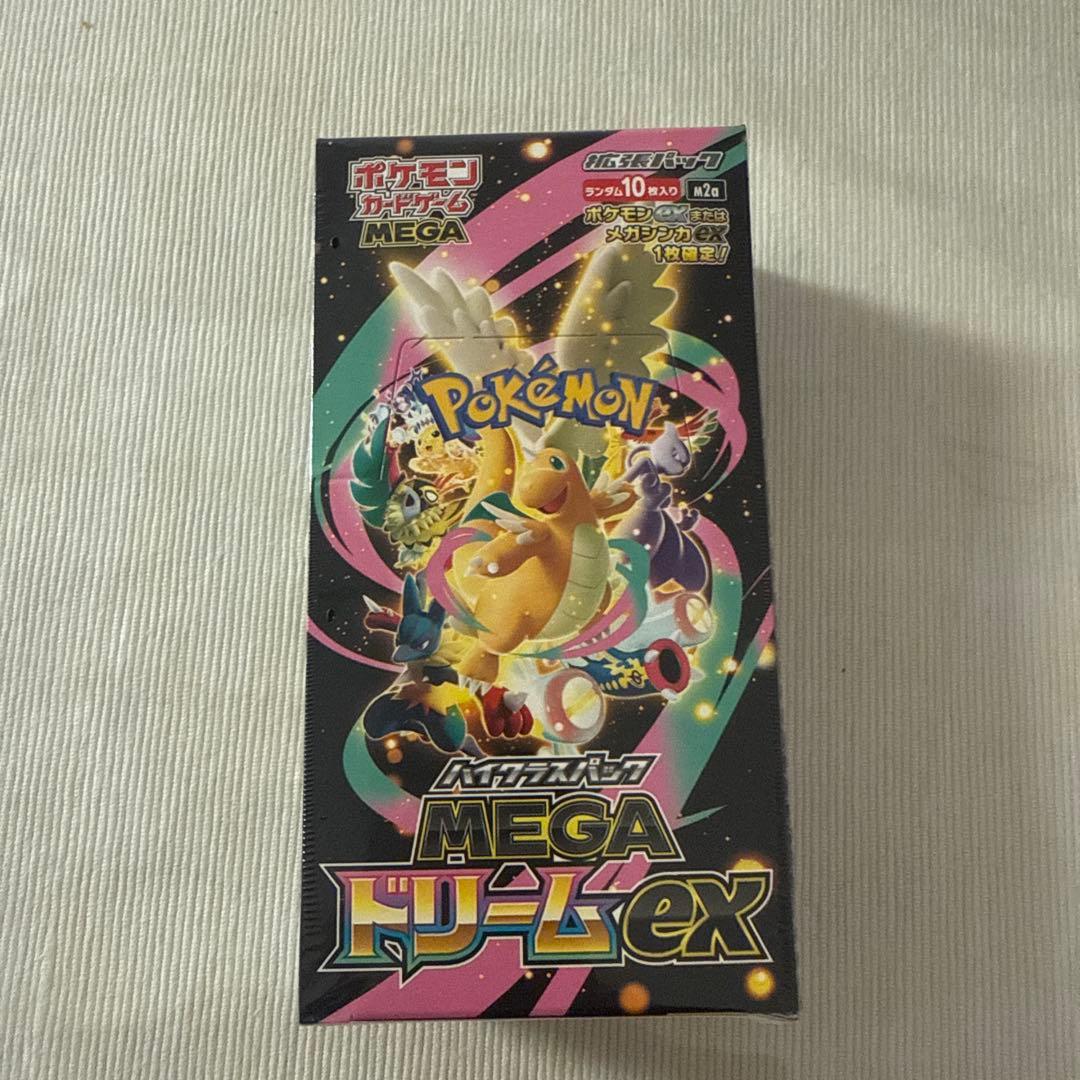 ポケモン
カードゲーム
MEGA
拡張パック
ランダム10枚入り M2a
ポケモンexまたは
メガシンカex
1枚確定!
POKéMON
ハイクラスパック
MEGA
ドリームex